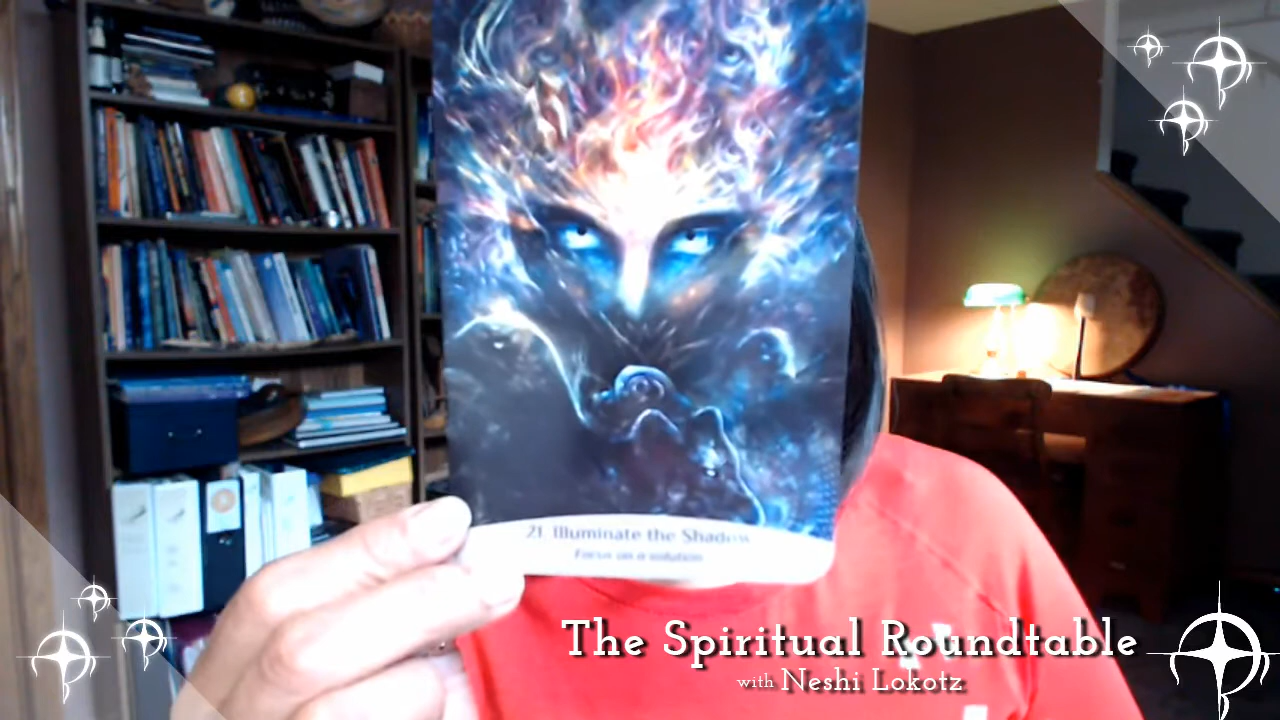 21 Illuminate the Shadow
Focus on a solution
The Spiritual Roundtable
with Neshi Lokotz